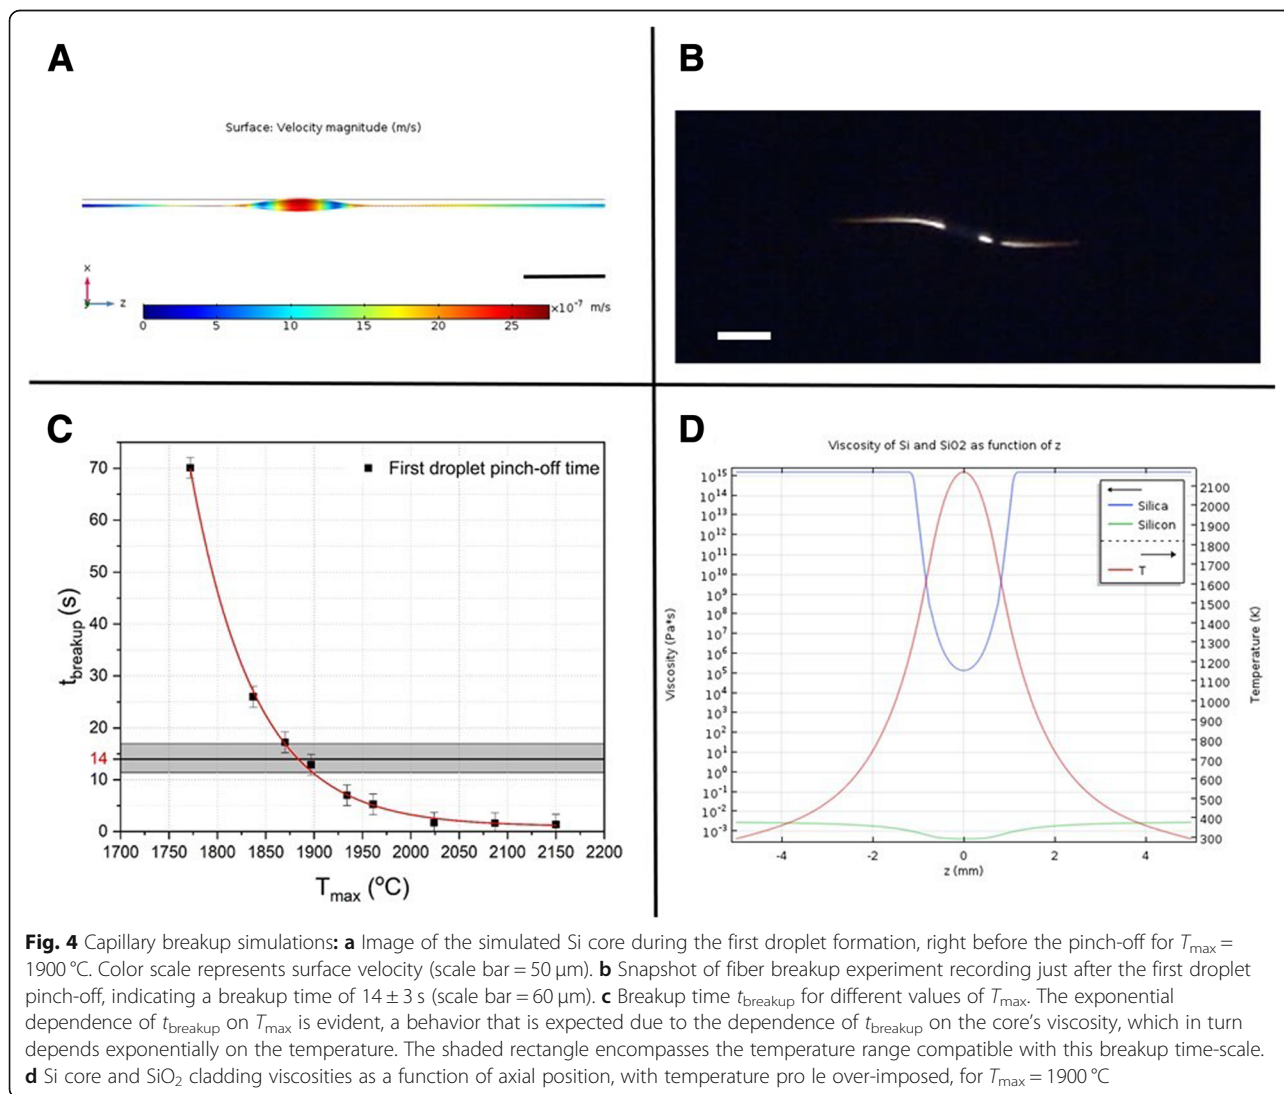 A
Surface: Velocity magnitude (m/s)
x
y
z
×10⁻⁷ m/s
0 5 10 15 20 25
B
C
First droplet pinch-off time
70
60
50
40
30
20
14
10
0
t_breakup (s)
1700 1750 1800 1850 1900 1950 2000 2050 2100 2150 2200
T_max (°C)
D
Viscosity of Si and SiO2 as function of z
10¹⁵
10¹⁴
10¹³
10¹²
10¹¹
10¹⁰
10⁹
10⁸
10⁷
10⁶
10⁵
10⁴
10³
10²
10¹
10⁰
10⁻¹
10⁻²
10⁻³
Viscosity (Pa*s)
Silica
Silicon
T
2100
2000
1900
1800
1700
1600
1500
1400
1300
1200
1100
1000
900
800
700
600
500
400
300
Temperature (K)
-4 -2 0 2 4
z (mm)
Fig. 4 Capillary breakup simulations: a Image of the simulated Si core during the first droplet formation, right before the pinch-off for T_max =
1900 °C. Color scale represents surface velocity (scale bar = 50 μm). b Snapshot of fiber breakup experiment recording just after the first droplet
pinch-off, indicating a breakup time of 14 ± 3 s (scale bar = 60 μm). c Breakup time t_breakup for different values of T_max. The exponential
dependence of t_breakup on T_max is evident, a behavior that is expected due to the dependence of t_breakup on the core's viscosity, which in turn
depends exponentially on the temperature. The shaded rectangle encompasses the temperature range compatible with this breakup time-scale.
d Si core and SiO₂ cladding viscosities as a function of axial position, with temperature pro le over-imposed, for T_max = 1900 °C